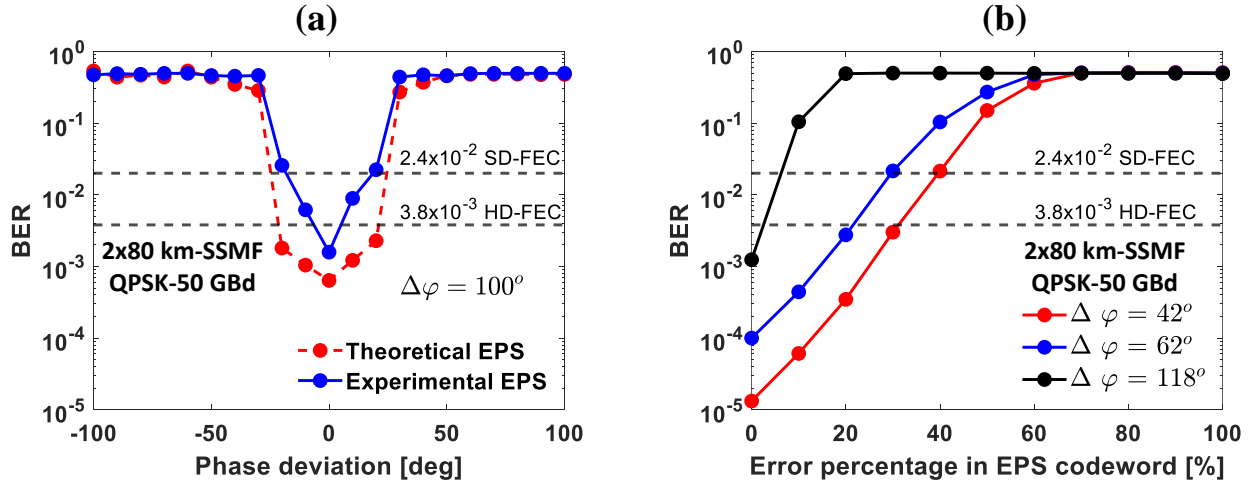 (a)
10^0
10^-1
10^-2
10^-3
10^-4
10^-5
BER
-100 -50 0 50 100
Phase deviation [deg]
2.4x10^-2 SD-FEC
3.8x10^-3 HD-FEC
2x80 km-SSMF
QPSK-50 GBd
Δφ = 100^o
Theoretical EPS
Experimental EPS
(b)
10^0
10^-1
10^-2
10^-3
10^-4
10^-5
BER
0 20 40 60 80 100
Error percentage in EPS codeword [%]
2.4x10^-2 SD-FEC
3.8x10^-3 HD-FEC
2x80 km-SSMF
QPSK-50 GBd
Δ φ = 42^o
Δ φ = 62^o
Δ φ = 118^o